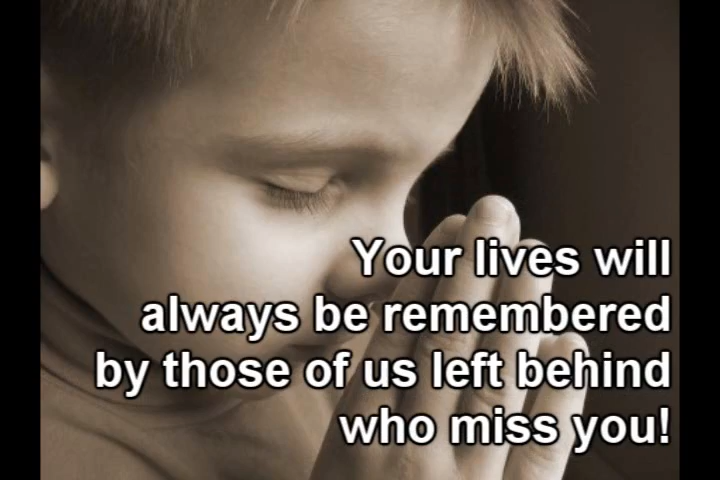 Your lives will
always be remembered
by those of us left behind
who miss you!